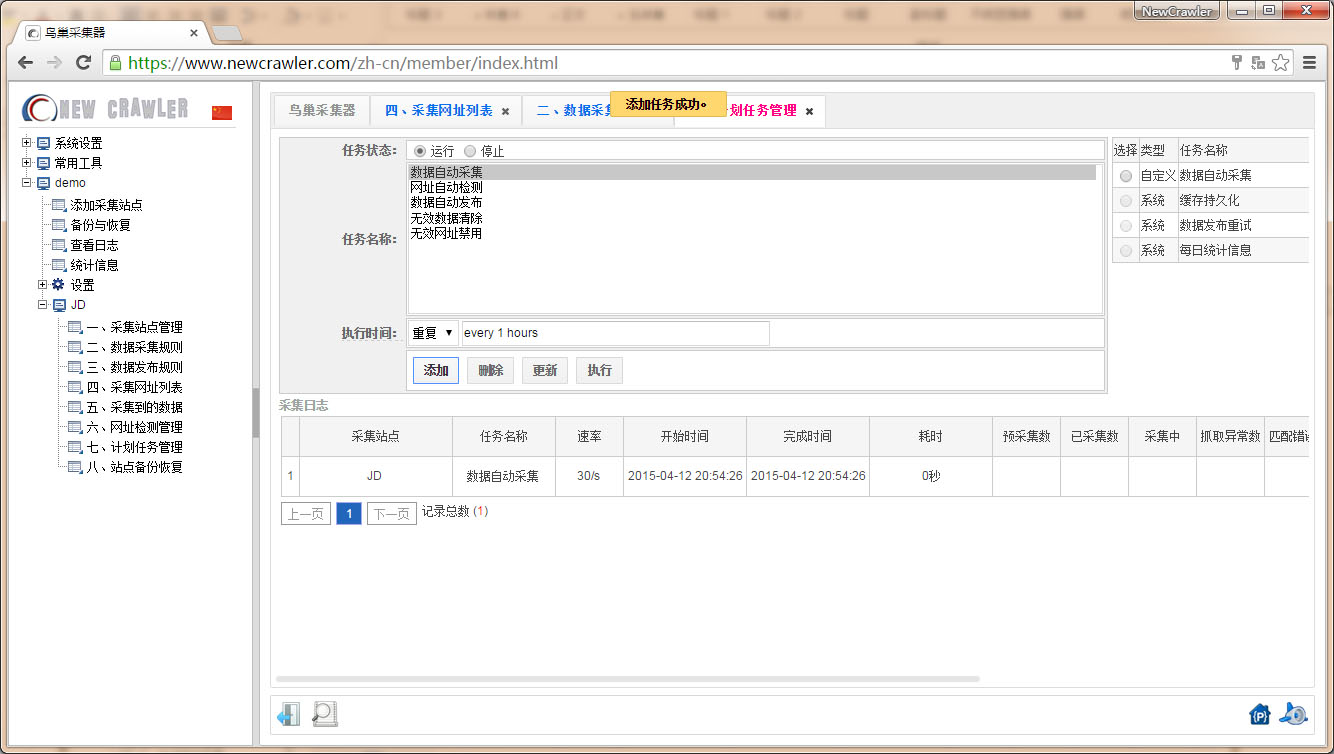 NewCrawler
鸟巢采集器
https://www.newcrawler.com/zh-cn/member/index.html
NEW CRAWLER
系统设置
常用工具
demo
添加采集站点
备份与恢复
查看日志
统计信息
设置
JD
一、采集站点管理
二、数据采集规则
三、数据发布规则
四、采集网址列表
五、采集到的数据
六、网址检测管理
七、计划任务管理
八、站点备份恢复
鸟巢采集器
四、采集网址列表
二、数据采
添加任务成功。
划任务管理
任务状态: 运行 停止
任务名称:
数据自动采集
网址自动检测
数据自动发布
无效数据清除
无效网址禁用
执行时间: 重复 every 1 hours
添加 删除 更新 执行
选择 类型 任务名称
自定义 数据自动采集
系统 缓存持久化
系统 数据发布重试
系统 每日统计信息
采集日志
采集站点 任务名称 速率 开始时间 完成时间 耗时 预采集数 已采集数 采集中 抓取异常数 匹配错
1 JD 数据自动采集 30/s 2015-04-12 20:54:26 2015-04-12 20:54:26 0秒
上一页 1 下一页 记录总数 (1)